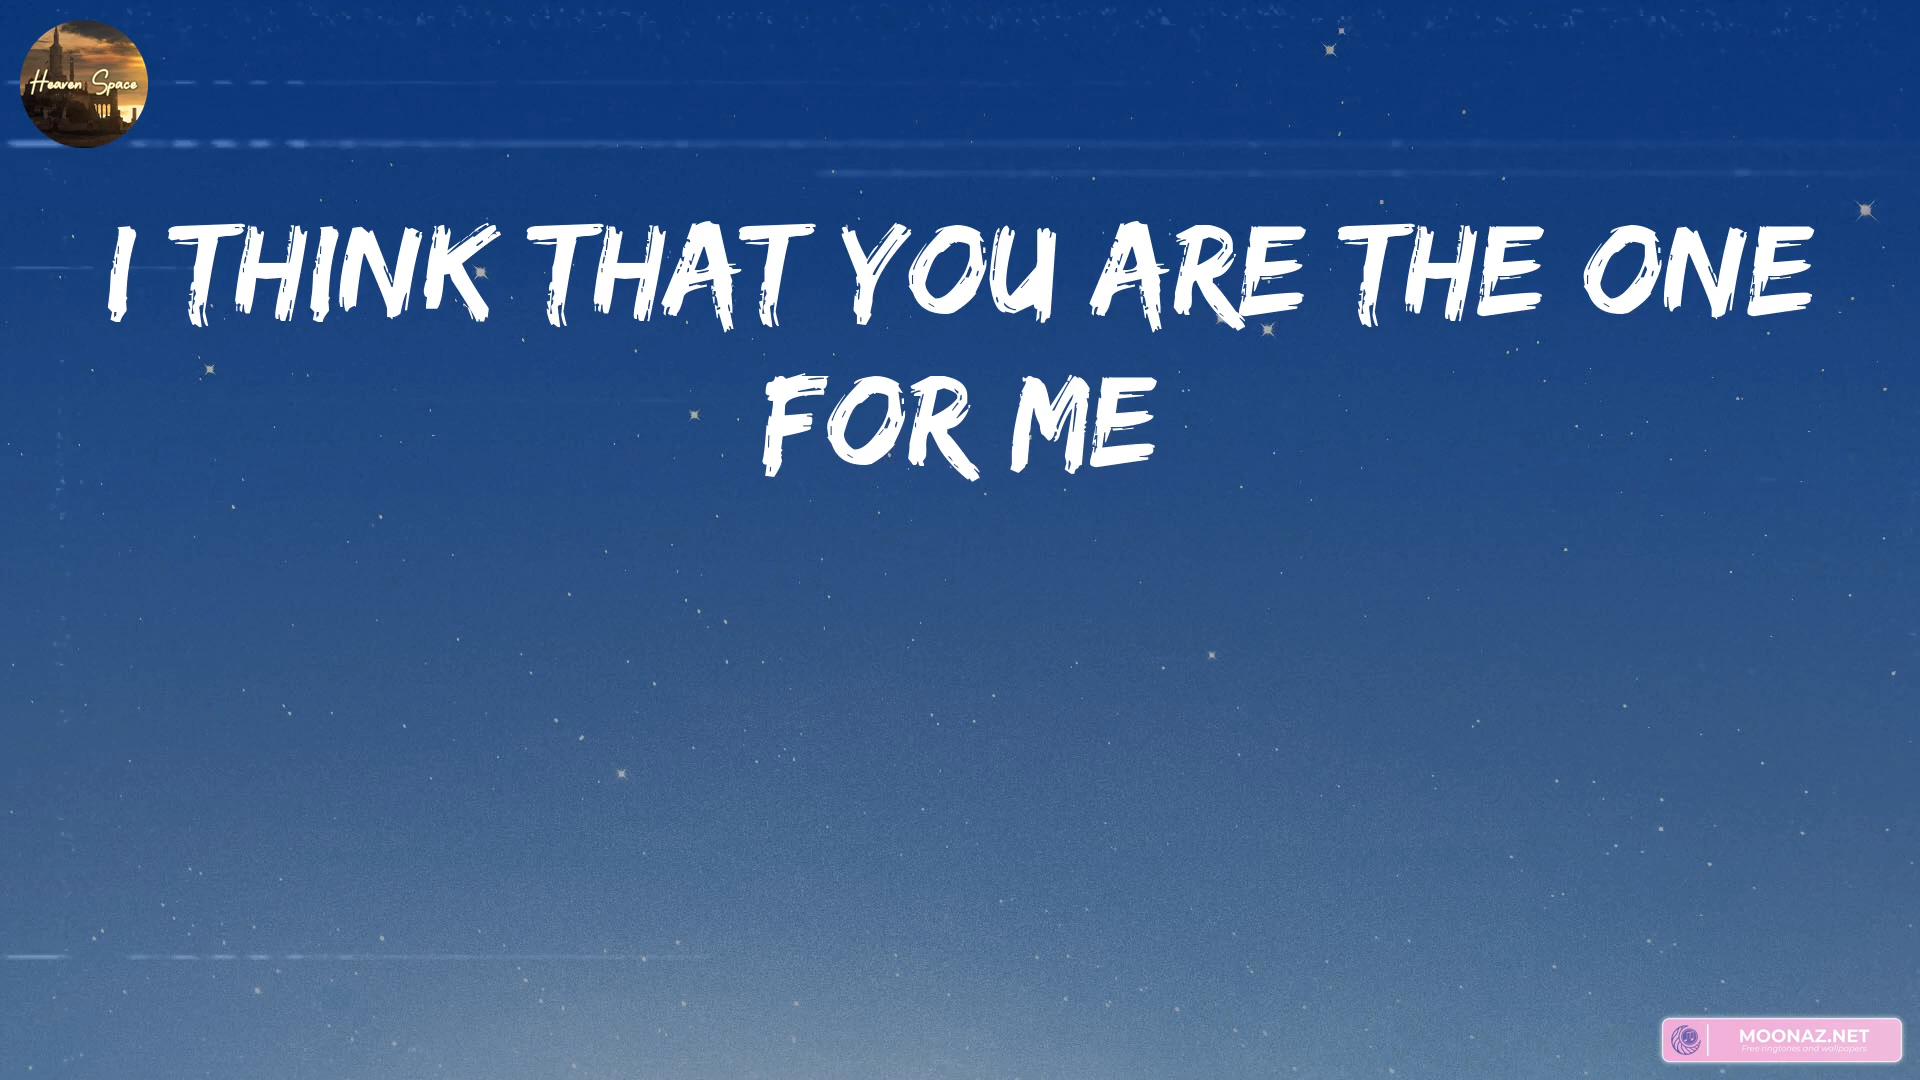 Heaven Space
I THINK THAT YOU ARE THE ONE
FOR ME
MOONAZ.NET
Free ringtones and wallpapers